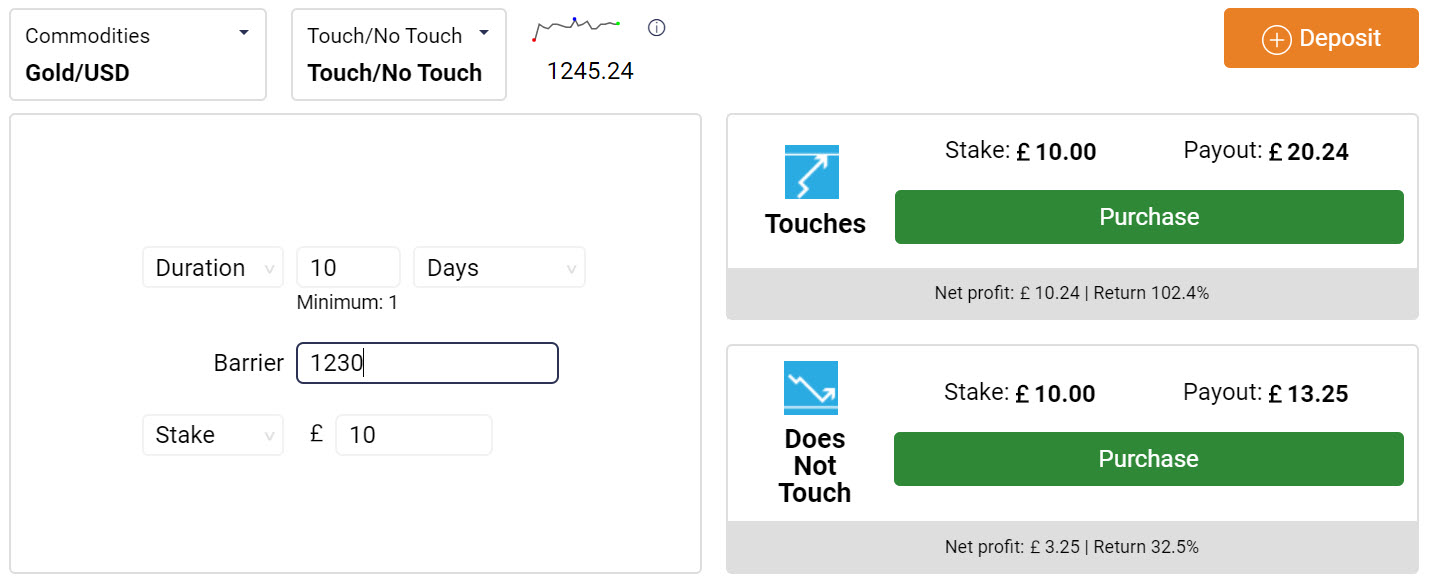 Commodities
Gold/USD
Touch/No Touch
Touch/No Touch
1245.24
Deposit
Duration 10 Days
Minimum: 1
Barrier 1230
Stake £ 10
Stake: £ 10.00 Payout: £ 20.24
Purchase
Touches
Net profit: £ 10.24 | Return 102.4%
Stake: £ 10.00 Payout: £ 13.25
Does
Not
Touch
Purchase
Net profit: £ 3.25 | Return 32.5%